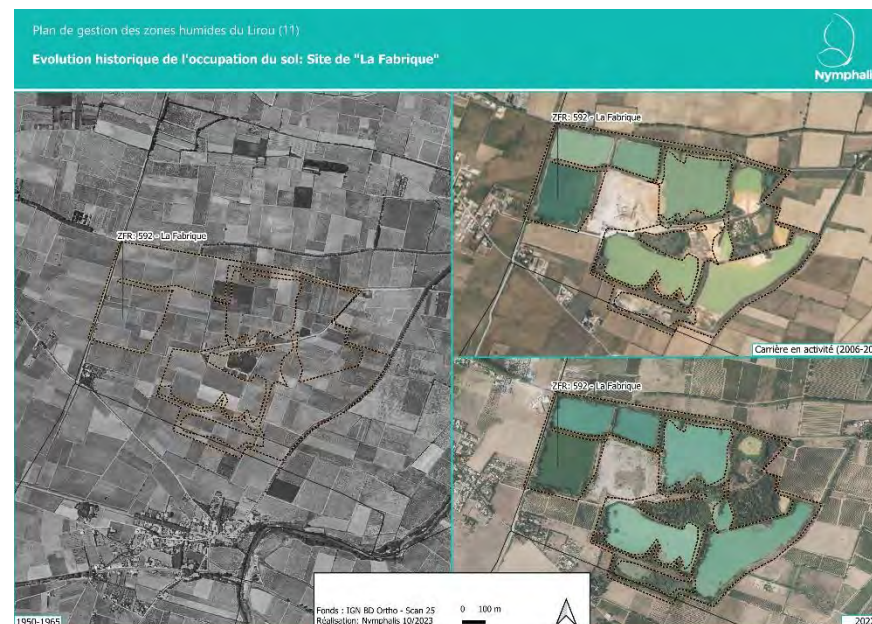 Plan de gestion des zones humides du Lirou (11)
Evolution historique de l'occupation du sol: Site de "La Fabrique"
Nymphalis
ZFR: 592 - La Fabrique
ZFR: 592 - La Fabrique
Carrière en activité (2006-20
ZFR: 592 - La Fabrique
Fonds : IGN BD Ortho - Scan 25
Réalisation: Nymphalis 10/2023
0 100 m
1950-1965